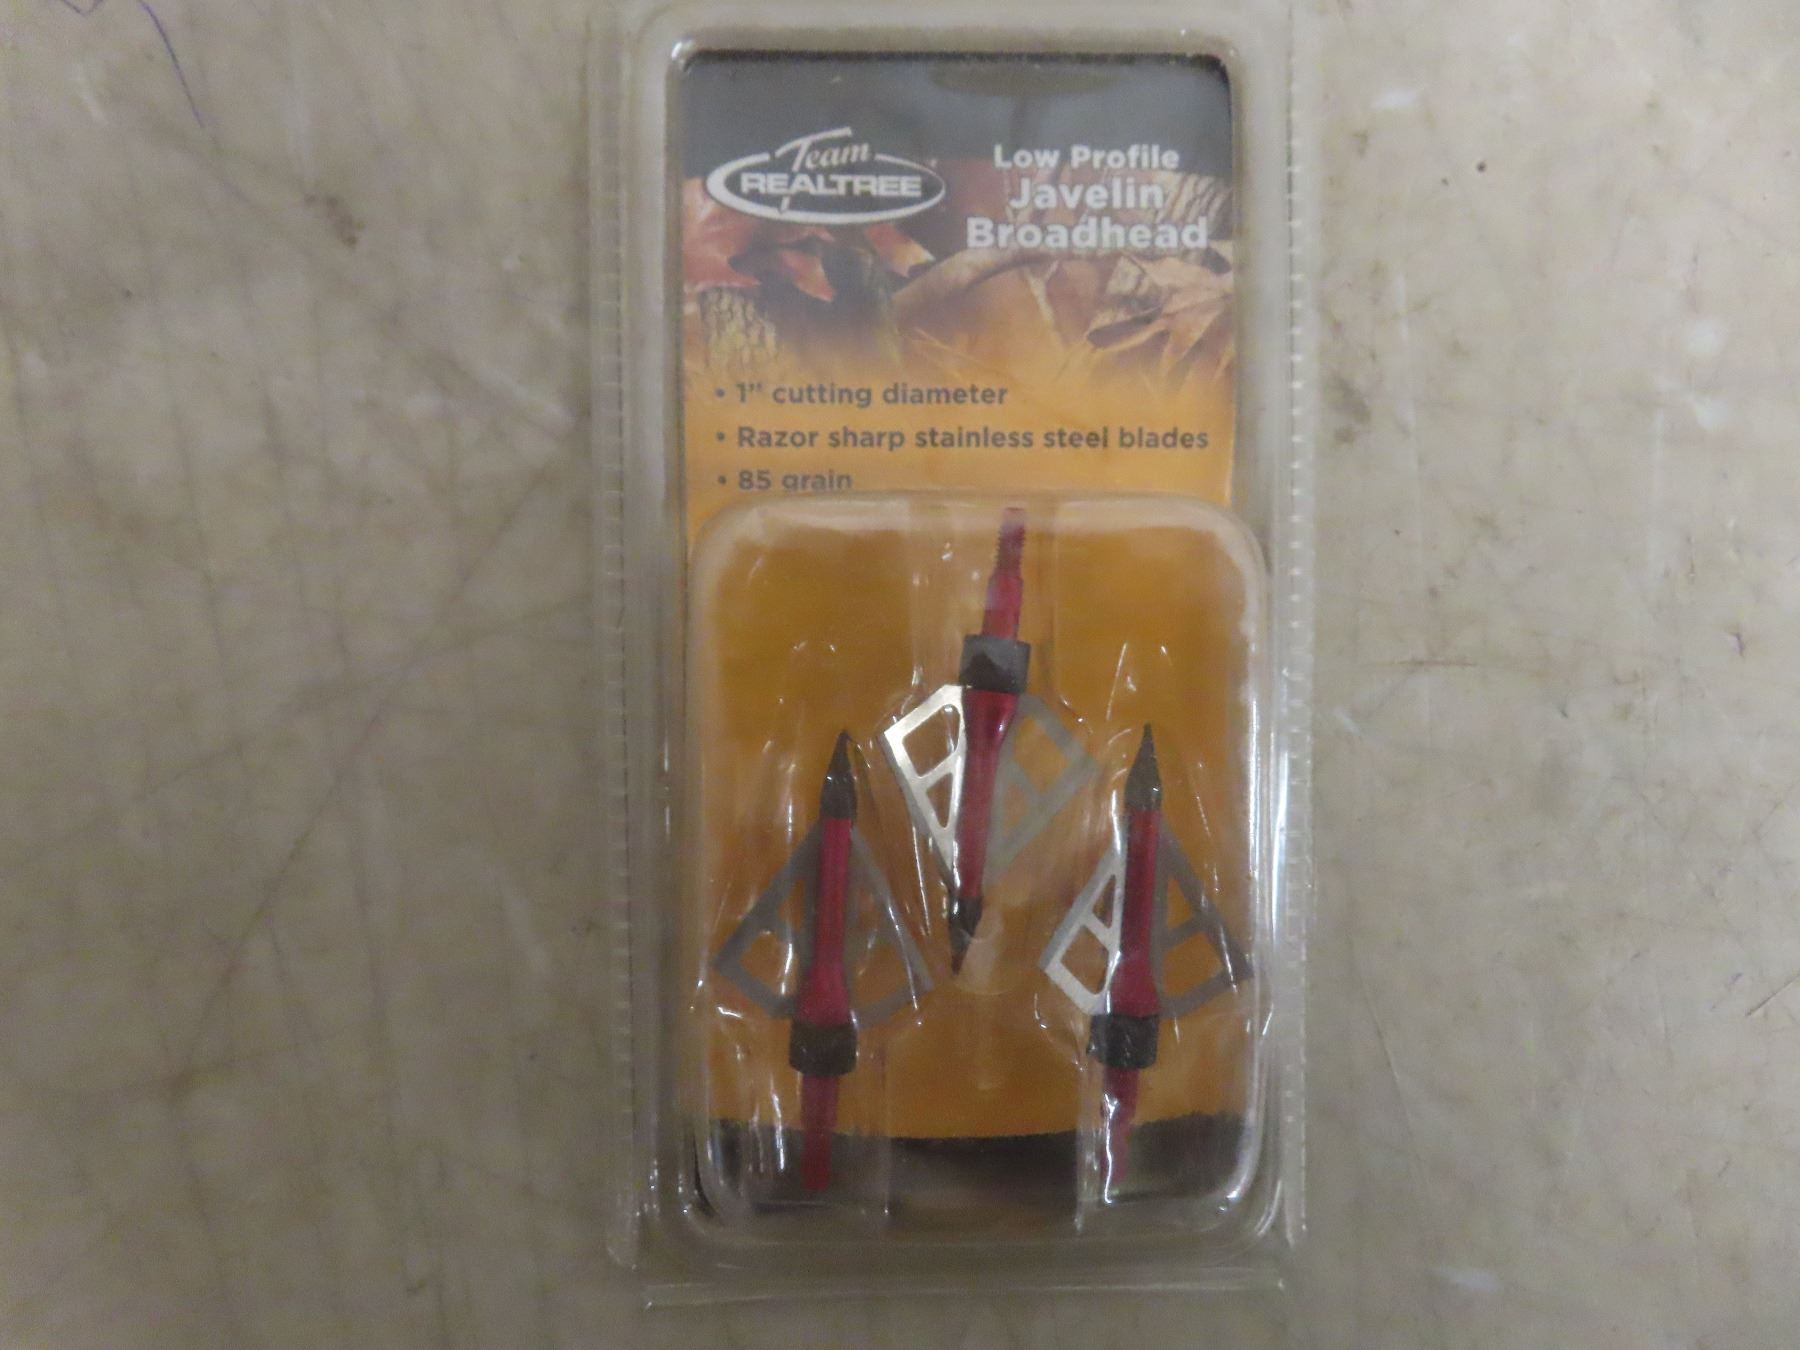 Team
REALTREE
Low Profile
Javelin
Broadhead
• 1" cutting diameter
• Razor sharp stainless steel blades
• 85 grain